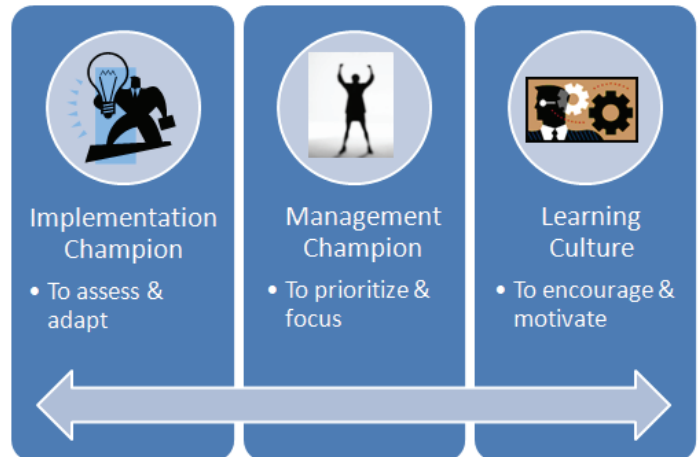 Implementation
Champion
• To assess &
adapt
Management
Champion
• To prioritize &
focus
Learning
Culture
• To encourage &
motivate